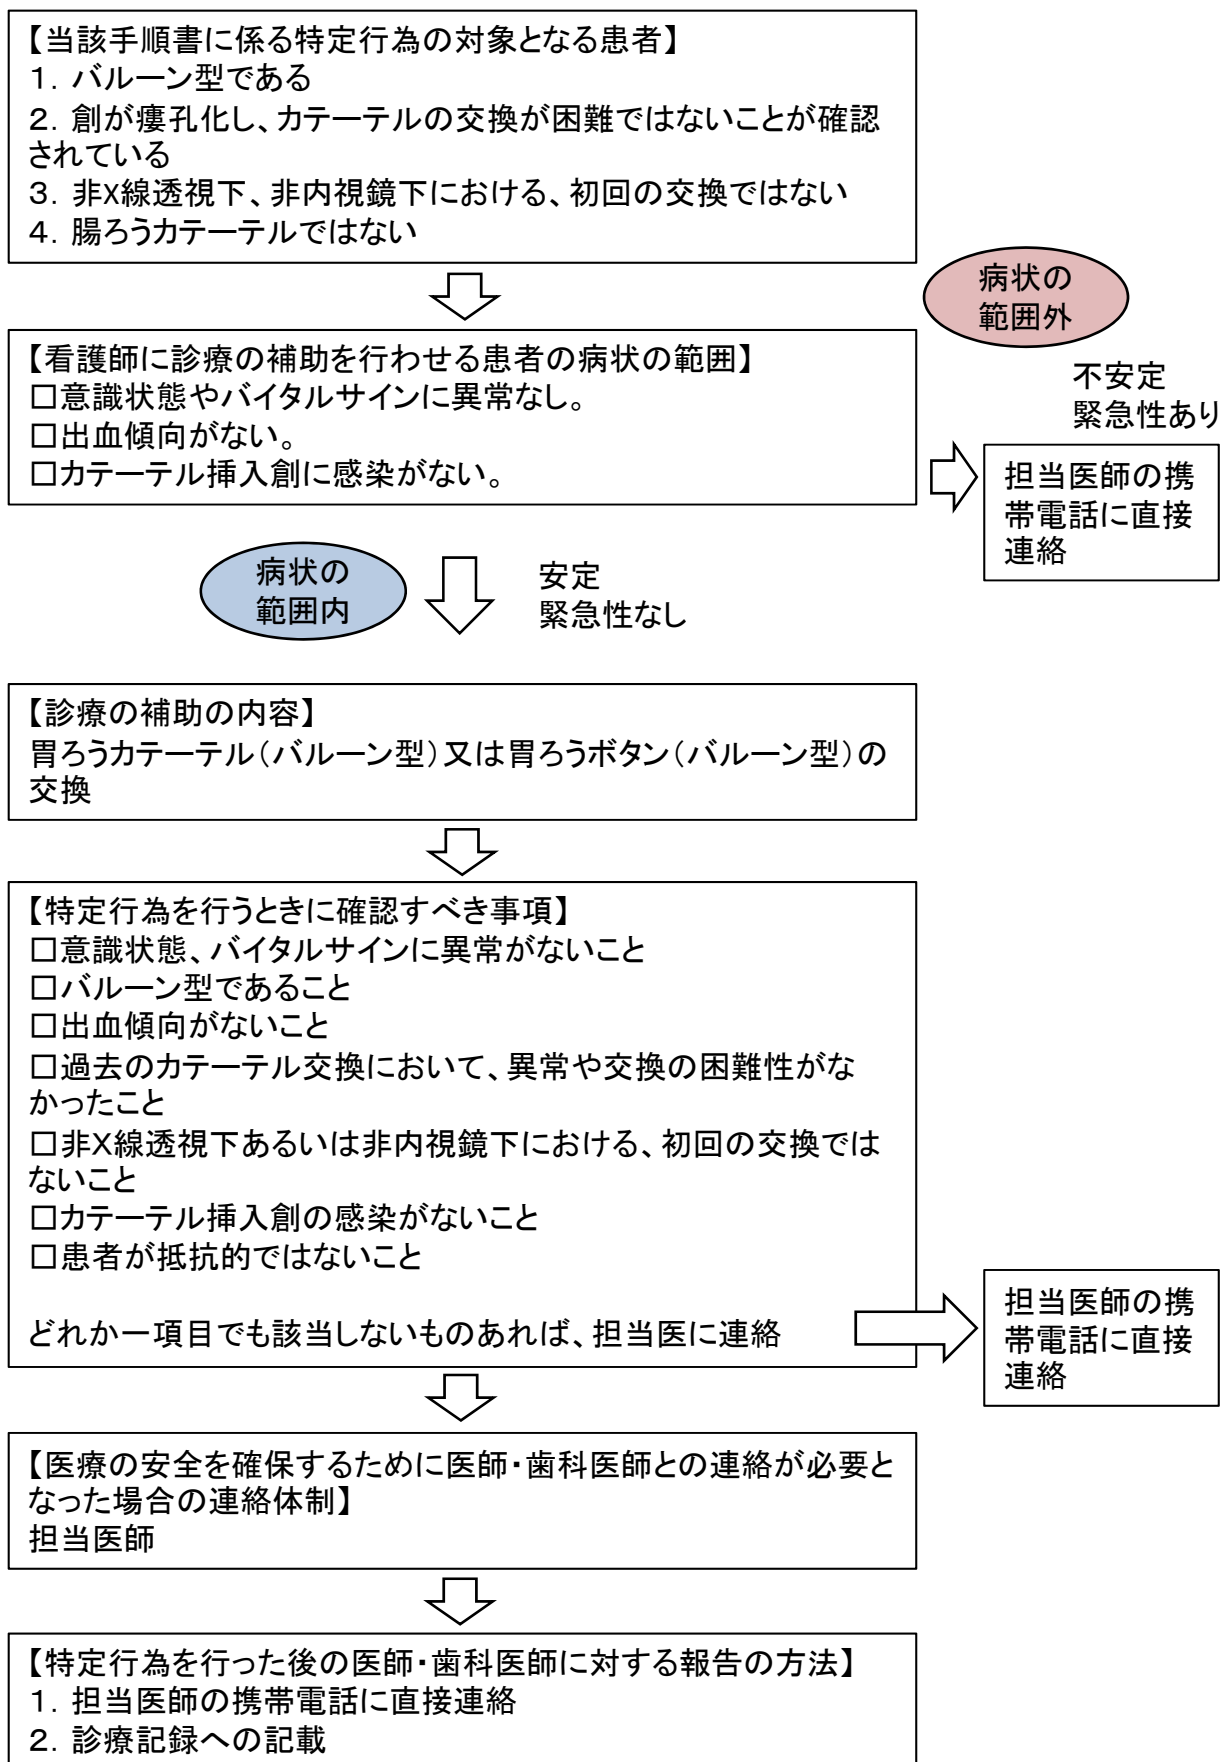 【当該手順書に係る特定行為の対象となる患者】
1．バルーン型である
2．創が瘻孔化し、カテーテルの交換が困難ではないことが確認
されている
3．非X線透視下、非内視鏡下における、初回の交換ではない
4．腸ろうカテーテルではない
病状の
範囲外
【看護師に診療の補助を行わせる患者の病状の範囲】
□意識状態やバイタルサインに異常なし。
□出血傾向がない。
□カテーテル挿入創に感染がない。
不安定
緊急性あり
担当医師の携
帯電話に直接
連絡
病状の
範囲内
安定
緊急性なし
【診療の補助の内容】
胃ろうカテーテル（バルーン型）又は胃ろうボタン（バルーン型）の
交換
【特定行為を行うときに確認すべき事項】
□意識状態、バイタルサインに異常がないこと
□バルーン型であること
□出血傾向がないこと
□過去のカテーテル交換において、異常や交換の困難性がな
かったこと
□非X線透視下あるいは非内視鏡下における、初回の交換では
ないこと
□カテーテル挿入創の感染がないこと
□患者が抵抗的ではないこと
どれか一項目でも該当しないものあれば、担当医に連絡
担当医師の携
帯電話に直接
連絡
【医療の安全を確保するために医師・歯科医師との連絡が必要と
なった場合の連絡体制】
担当医師
【特定行為を行った後の医師・歯科医師に対する報告の方法】
1．担当医師の携帯電話に直接連絡
2．診療記録への記載